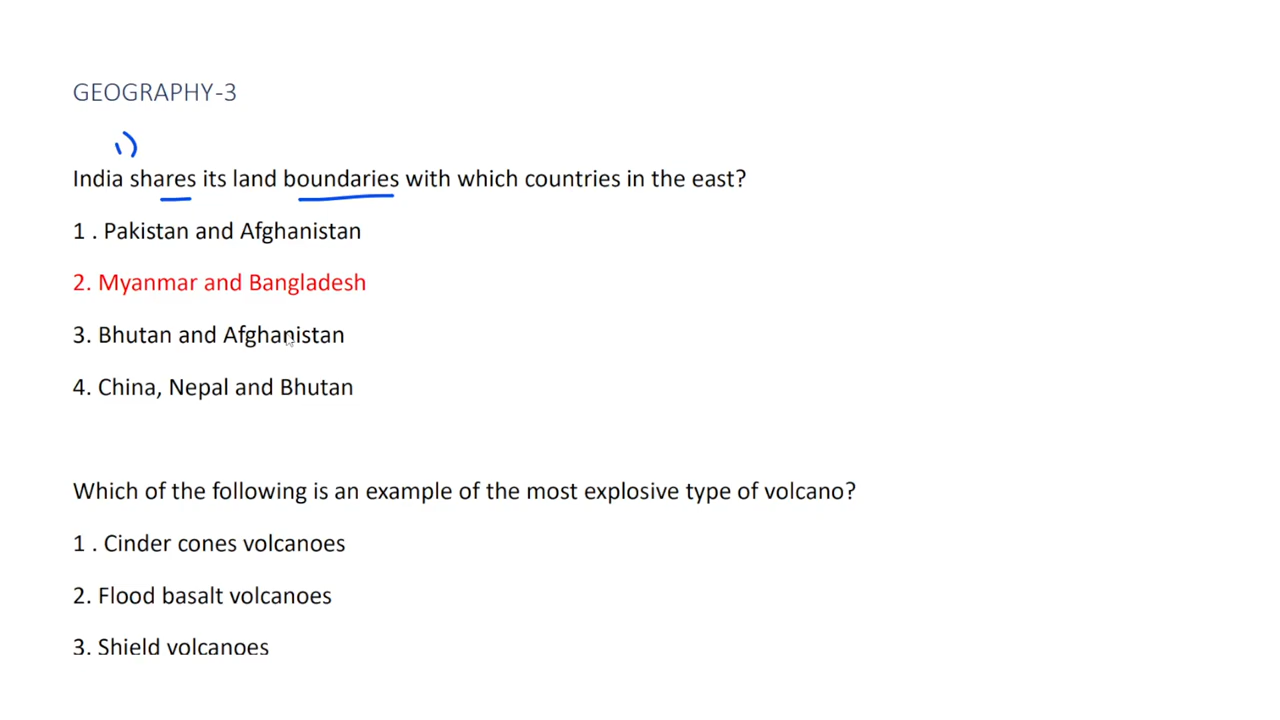 GEOGRAPHY-3
1)
India shares its land boundaries with which countries in the east?
1 . Pakistan and Afghanistan
2. Myanmar and Bangladesh
3. Bhutan and Afghanistan
4. China, Nepal and Bhutan
Which of the following is an example of the most explosive type of volcano?
1 . Cinder cones volcanoes
2. Flood basalt volcanoes
3. Shield volcanoes